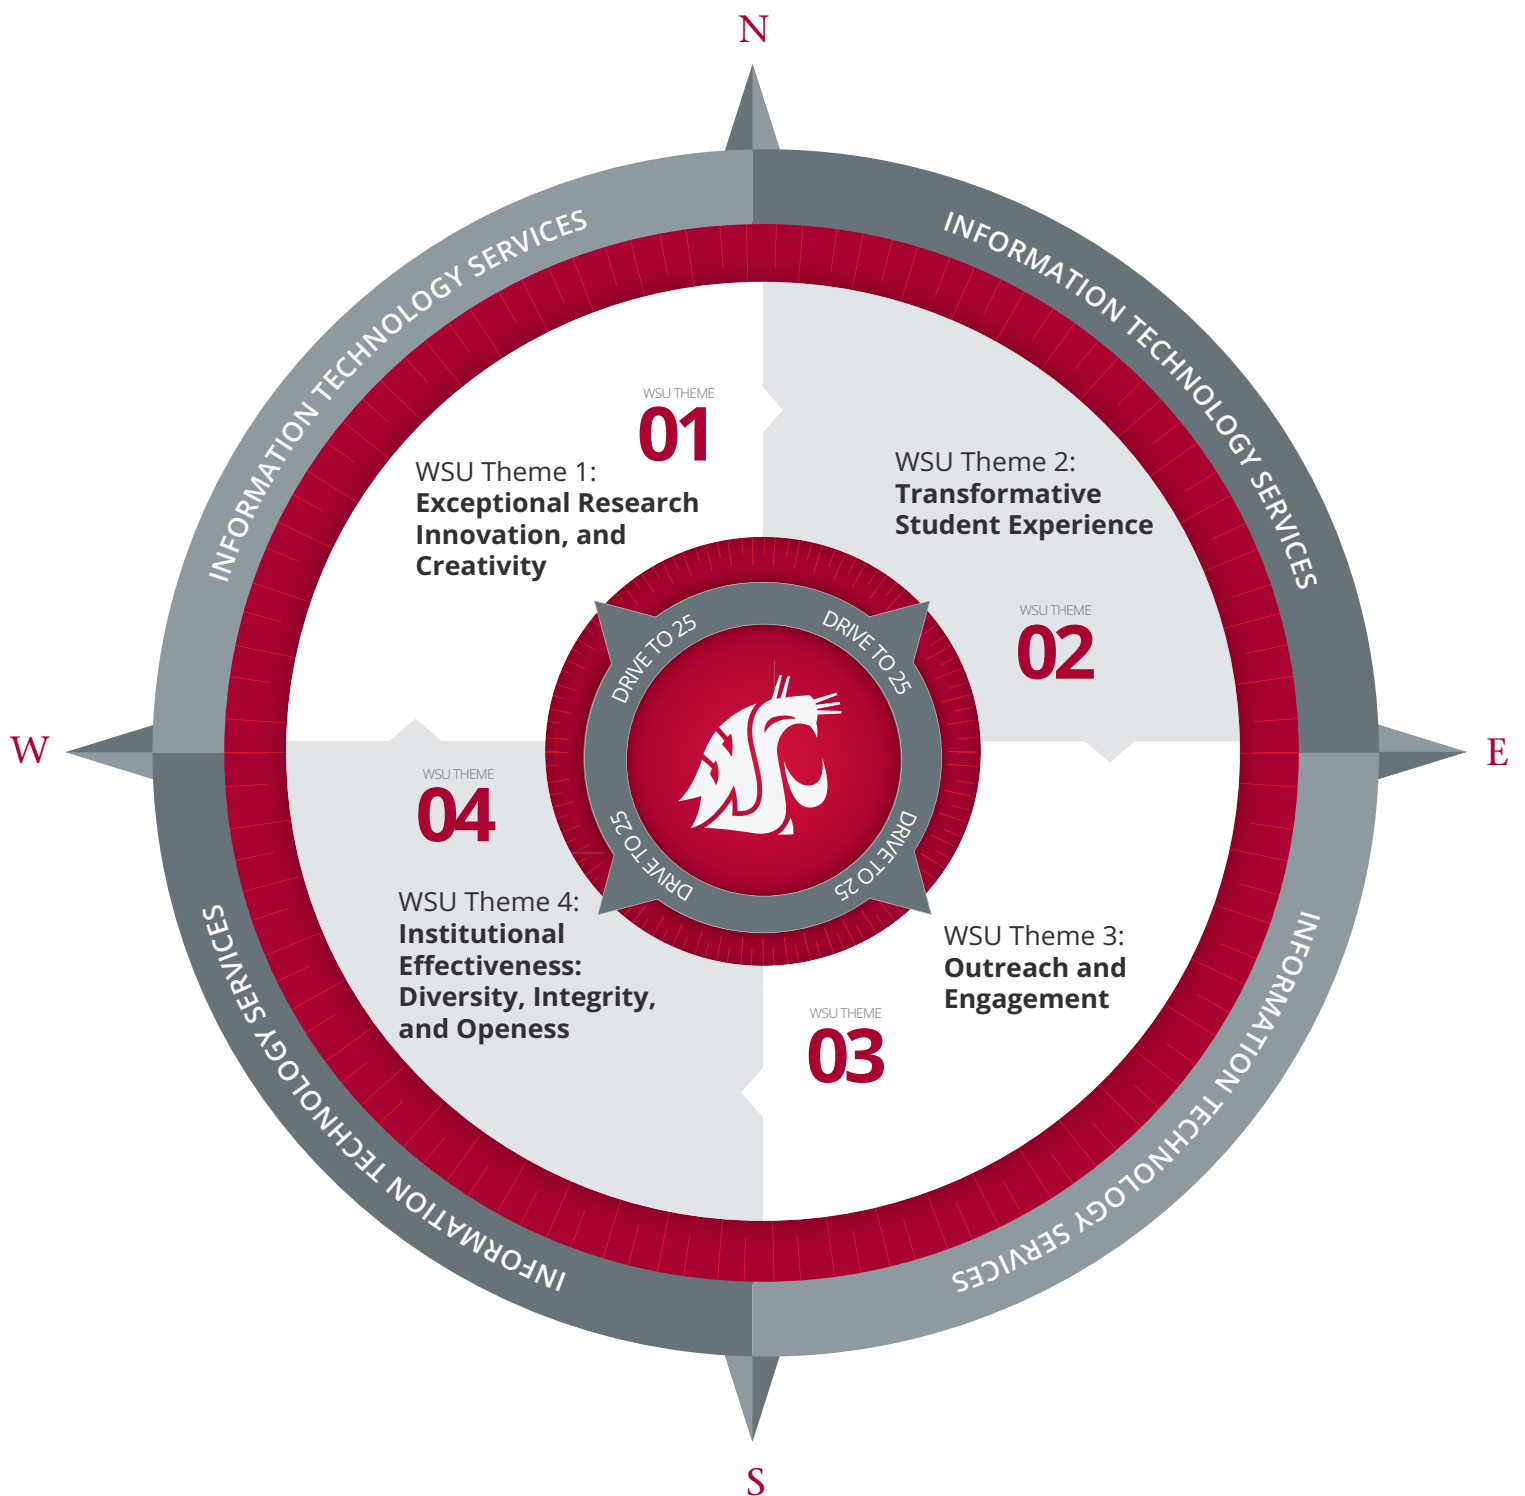 N
INFORMATION TECHNOLOGY SERVICES
INFORMATION TECHNOLOGY SERVICES
WSU THEME
01
WSU Theme 1:
Exceptional Research
Innovation, and
Creativity
WSU Theme 2:
Transformative
Student Experience
WSU THEME
02
DRIVE TO 25
DRIVE TO 25
W
E
WSU THEME
04
WSU Theme 4:
Institutional
Effectiveness:
Diversity, Integrity,
and Openess
DRIVE TO 25
DRIVE TO 25
WSU Theme 3:
Outreach and
Engagement
WSU THEME
03
INFORMATION TECHNOLOGY SERVICES
INFORMATION TECHNOLOGY SERVICES
S